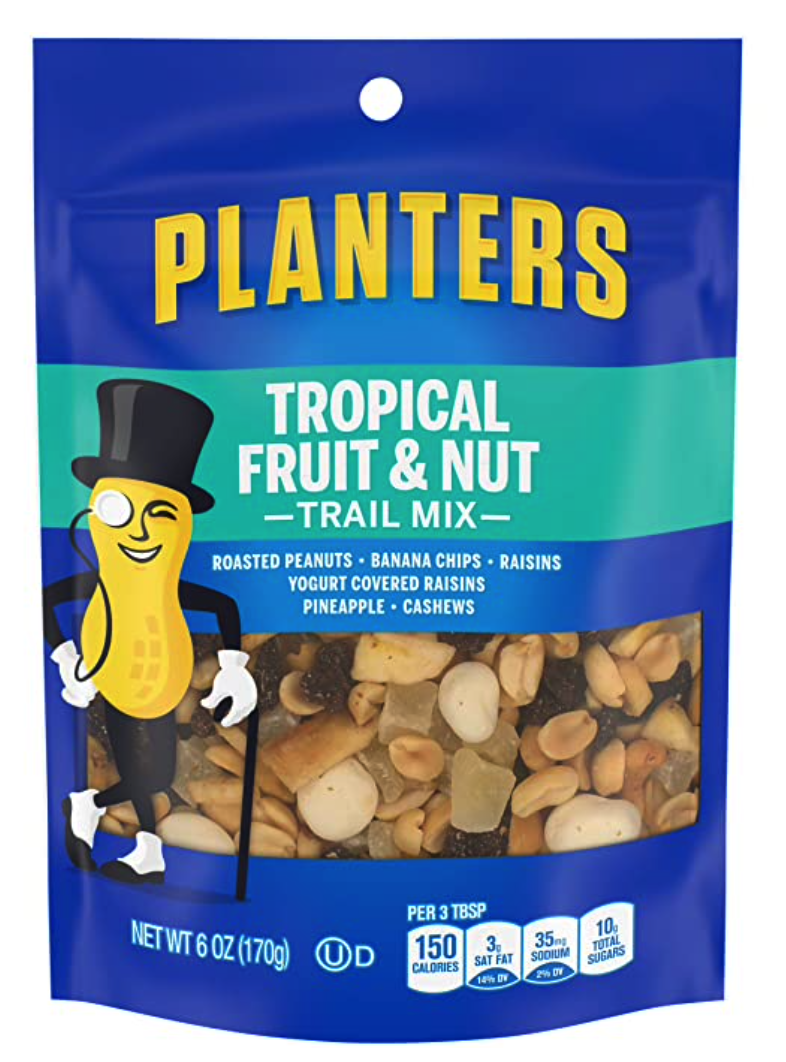 PLANTERS
TROPICAL
FRUIT & NUT
—TRAIL MIX—
ROASTED PEANUTS • BANANA CHIPS • RAISINS
YOGURT COVERED RAISINS
PINEAPPLE • CASHEWS
NET WT 6 OZ (170g)
U D
PER 3 TBSP
150 CALORIES
3g SAT FAT 14% DV
35mg SODIUM 2% DV
10g TOTAL SUGARS